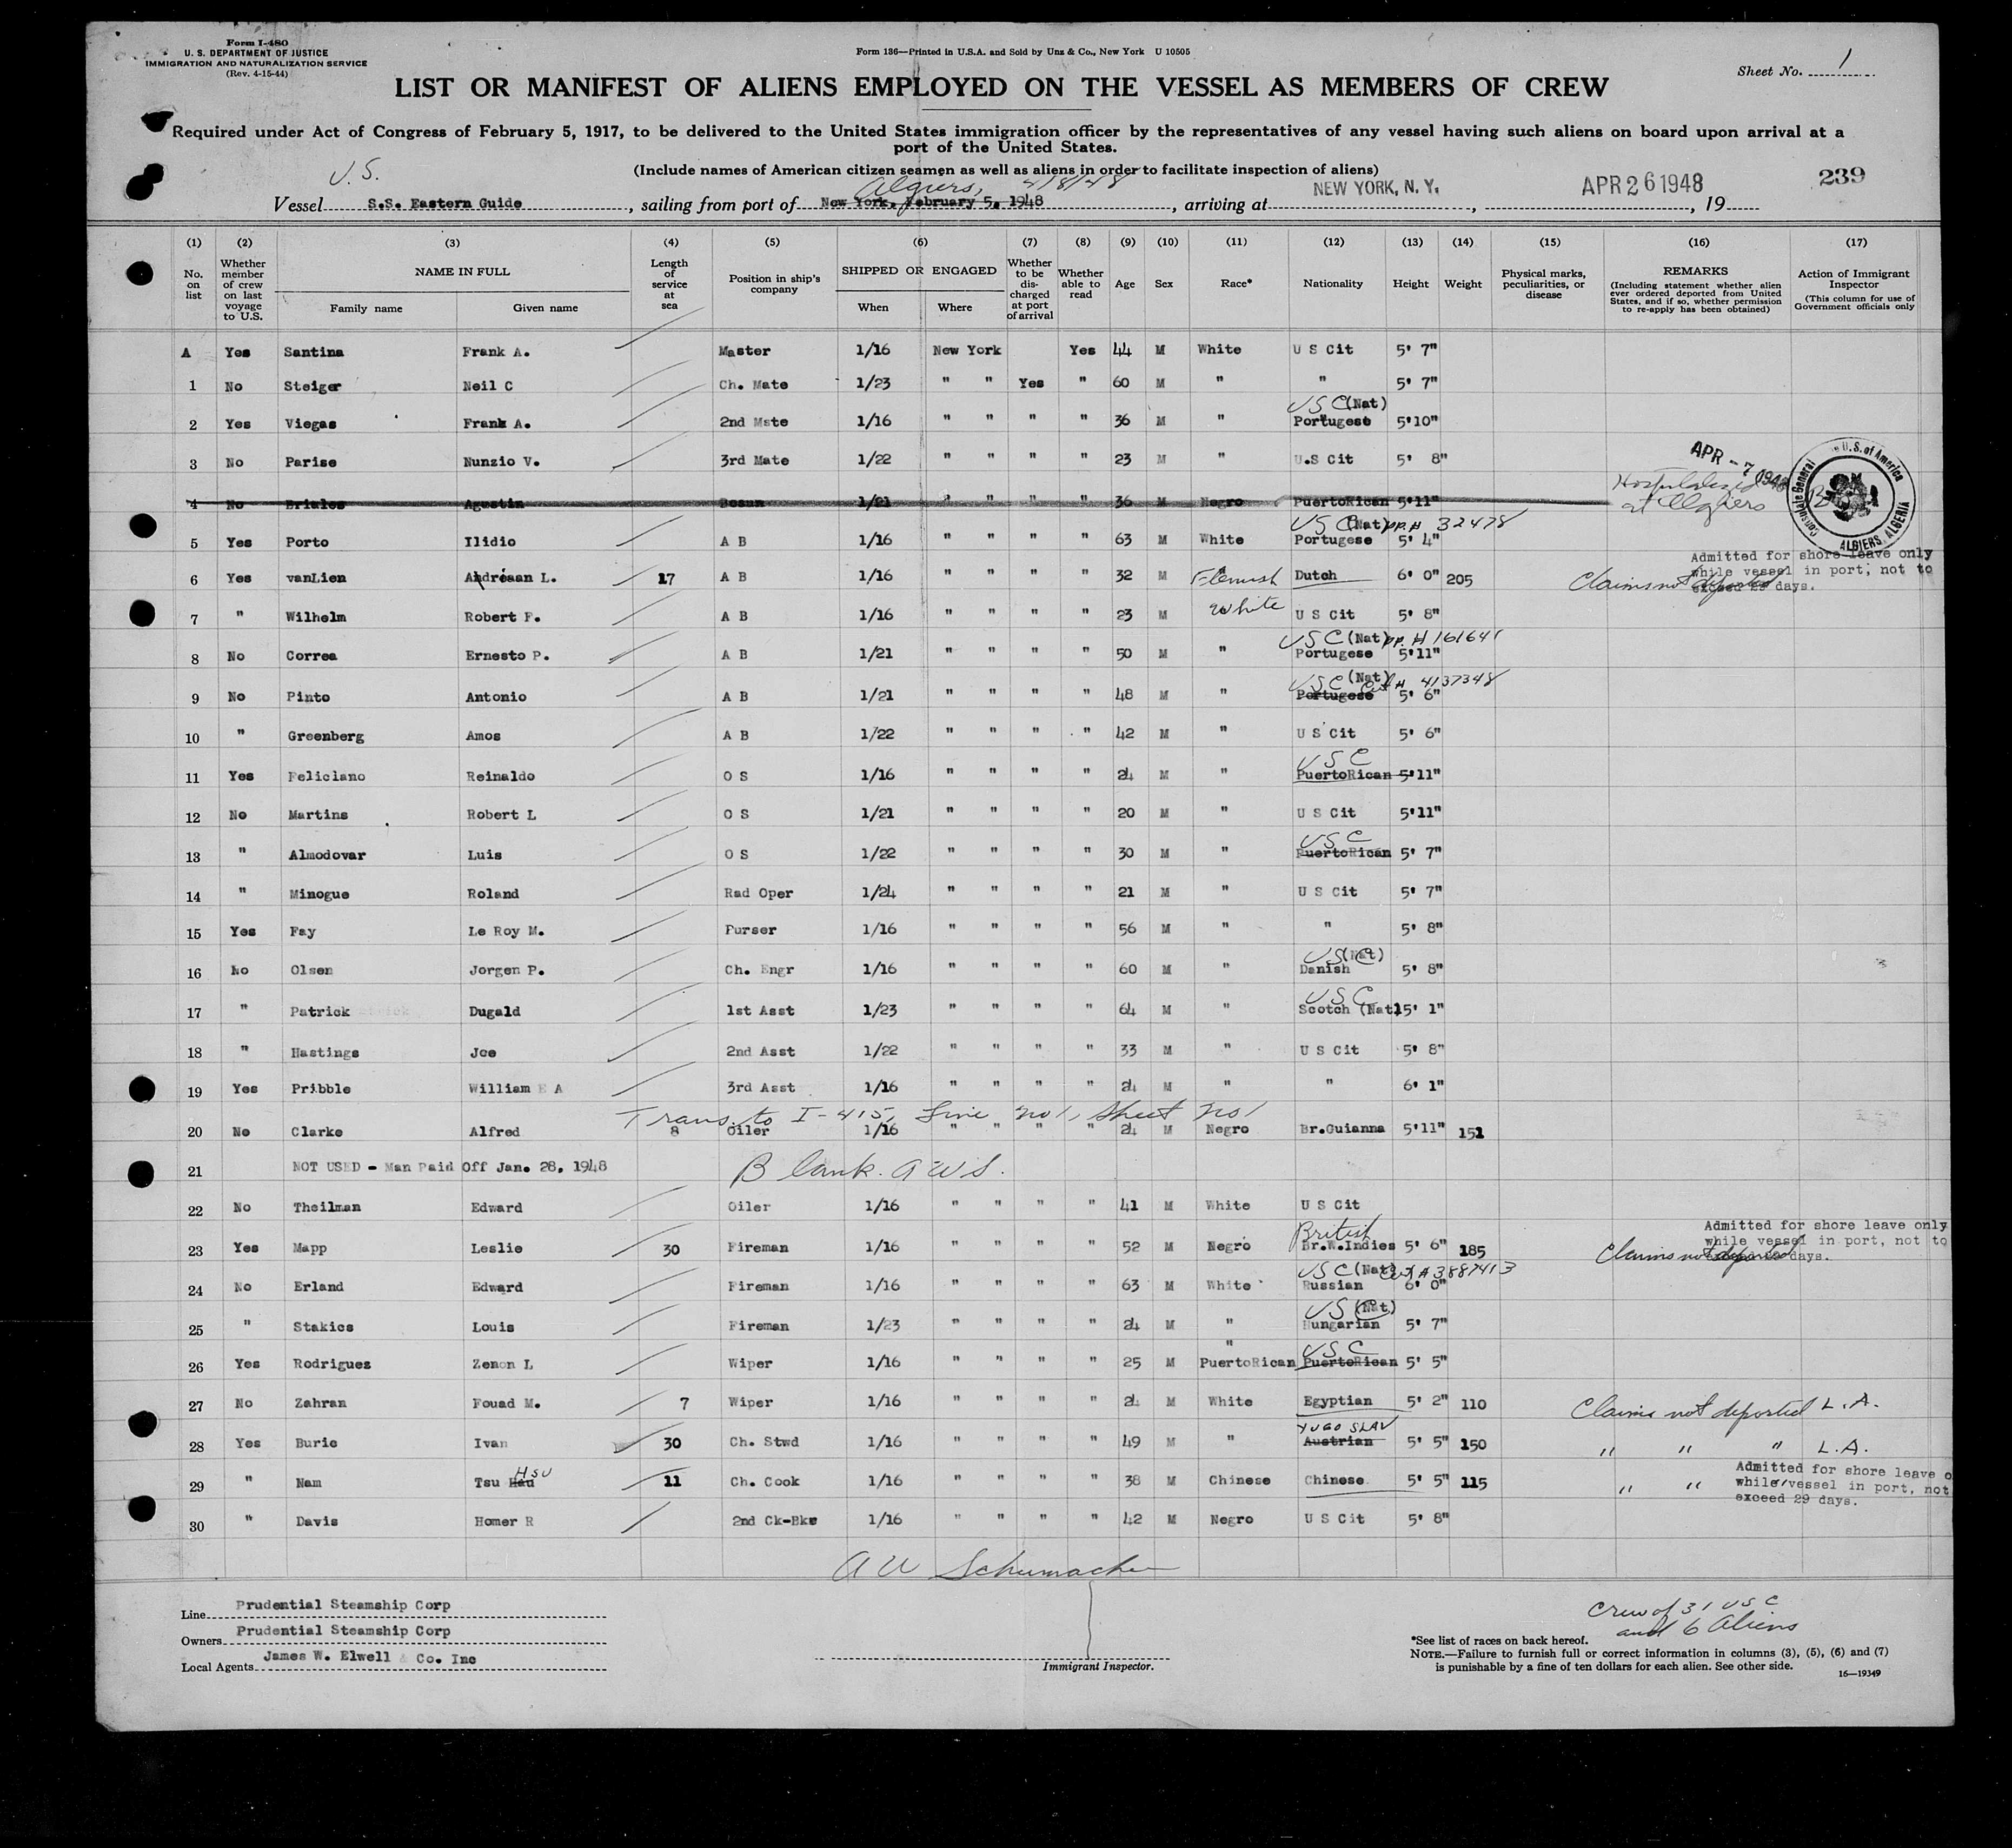 Form I-480
U. S. DEPARTMENT OF JUSTICE
IMMIGRATION AND NATURALIZATION SERVICE
(Rev. 4-15-44)
Form 136—Printed in U.S.A. and Sold by Unz & Co., New York U 10505
Sheet No. 1
LIST OR MANIFEST OF ALIENS EMPLOYED ON THE VESSEL AS MEMBERS OF CREW
Required under Act of Congress of February 5, 1917, to be delivered to the United States immigration officer by the representatives of any vessel having such aliens on board upon arrival at a
port of the United States.
(Include names of American citizen seamen as well as aliens in order to facilitate inspection of aliens)
U.S. Algiers, 4/8/48 NEW YORK, N. Y. APR 26 1948 239
Vessel S.S. Eastern Guide, sailing from port of New York, February 5, 1948, arriving at, 19
(1) (2) (3) (4) (5) (6) (7) (8) (9) (10) (11) (12) (13) (14) (15) (16) (17)
No. on list Whether member of crew on last voyage to U.S. NAME IN FULL Family name Given name Length of service at sea Position in ship's company SHIPPED OR ENGAGED When Where Whether to be discharged at port of arrival Whether able to read Age Sex Race* Nationality Height Weight Physical marks, peculiarities, or disease REMARKS (Including statement whether alien ever ordered deported from United States, and if so, whether permission to re-apply has been obtained) Action of Immigrant Inspector (This column for use of Government officials only
A Yes Santina Frank A. Master 1/16 New York Yes 44 M White U S Cit 5' 7"
1 No Steiger Neil C Ch. Mate 1/23 " " Yes " 60 M " " 5' 7"
USC (Nat)
2 Yes Viegas Frank A. 2nd Mate 1/16 " " " " 36 M " Portugese 5'10"
3 No Parise Nunzio V. 3rd Mate 1/22 " " " " 23 M " U.S Cit 5' 8"
APR - 7 1948
Consulate General U.S. of America ALGIERS, ALGERIA
4 No Briales Agustin Bosun 1/21 " " " " 36 M Negro PuertoRican 5'11" Hospitalized at Algiers
USC (Nat) pp. # 32478
5 Yes Porto Ilidio A B 1/16 " " " " 63 M White Portugese 5' 4"
6 Yes vanLien Andréaan L. 17 A B 1/16 " " " " 32 M Flemish Dutch 6' 0" 205 Claims not deported
Admitted for shore leave only
while vessel in port, not to
exceed 29 days.
7 " Wilhelm Robert F. A B 1/16 " " " " 23 M White U S Cit 5' 8"
USC (Nat) pp. # 161641
8 No Correa Ernesto P. A B 1/21 " " " " 50 M " Portugese 5'11"
USC (Nat) Cert # 4137348
9 No Pinto Antonio A B 1/21 " " " " 48 M " Portugese 5' 6"
10 " Greenberg Amos A B 1/22 " " " " 42 M " U S Cit 5' 6"
USC
11 Yes Feliciano Reinaldo O S 1/16 " " " " 24 M " PuertoRican 5'11"
12 No Martins Robert L O S 1/21 " " " " 20 M " U S Cit 5'11"
USC
13 " Almodovar Luis O S 1/22 " " " " 30 M " PuertoRican 5' 7"
14 " Minogue Roland Rad Oper 1/24 " " " " 21 M " U S Cit 5' 7"
15 Yes Fay Le Roy M. Purser 1/16 " " " " 56 M " " 5' 8"
USC (Nat)
16 No Olsen Jorgen P. Ch. Engr 1/16 " " " " 60 M " Danish 5' 8"
USC
17 " Patrick Dugald 1st Asst 1/23 " " " " 64 M " Scotch (Nat) 5' 1"
18 " Hastings Joe 2nd Asst 1/22 " " " " 33 M " U S Cit 5' 8"
19 Yes Pribble William E A 3rd Asst 1/16 " " " " 24 M " " 6' 1"
Trans. to I-415, Line No 1, Sheet No 1
20 No Clarke Alfred 8 Oiler 1/16 " " " " 24 M Negro Br.Guianna 5'11" 151
21 NOT USED - Man Paid Off Jan. 28, 1948 Blank. AWS.
22 No Theilman Edward Oiler 1/16 " " " " 41 M White U S Cit
British
23 Yes Mapp Leslie 30 Fireman 1/16 " " " " 52 M Negro Br.W.Indies 5' 6" 185 Claims not deported
Admitted for shore leave only
while vessel in port, not to
exceed 29 days.
USC (Nat) Cert # 3887413
24 No Erland Edward Fireman 1/16 " " " " 63 M White Russian 6' 0"
USC (Nat)
25 " Stakics Louis Fireman 1/23 " " " " 24 M " Hungarian 5' 7"
" USC
26 Yes Rodriguez Zenon L Wiper 1/16 " " " " 25 M PuertoRican PuertoRican 5' 5"
27 No Zahran Fouad M. 7 Wiper 1/16 " " " " 24 M White Egyptian 5' 2" 110 Claims not deported L.A.
YUGO SLAV
28 Yes Buric Ivan 30 Ch. Stwd 1/16 " " " " 49 M " Austrian 5' 5" 150 " " " L.A.
HSU
29 " Nam Tsu Hau 11 Ch. Cook 1/16 " " " " 38 M Chinese Chinese 5' 5" 115 " " "
Admitted for shore leave o
while vessel in port, not
exceed 29 days.
30 " Davis Homer R 2nd Ck-Bkr 1/16 " " " " 42 M Negro U S Cit 5' 8"
A W Schumacher
Line Prudential Steamship Corp
Owners Prudential Steamship Corp
Local Agents James W. Elwell & Co. Inc
Immigrant Inspector.
Crew of 31 USC
and 6 Aliens
*See list of races on back hereof.
NOTE.—Failure to furnish full or correct information in columns (3), (5), (6) and (7)
is punishable by a fine of ten dollars for each alien. See other side.
16—19349